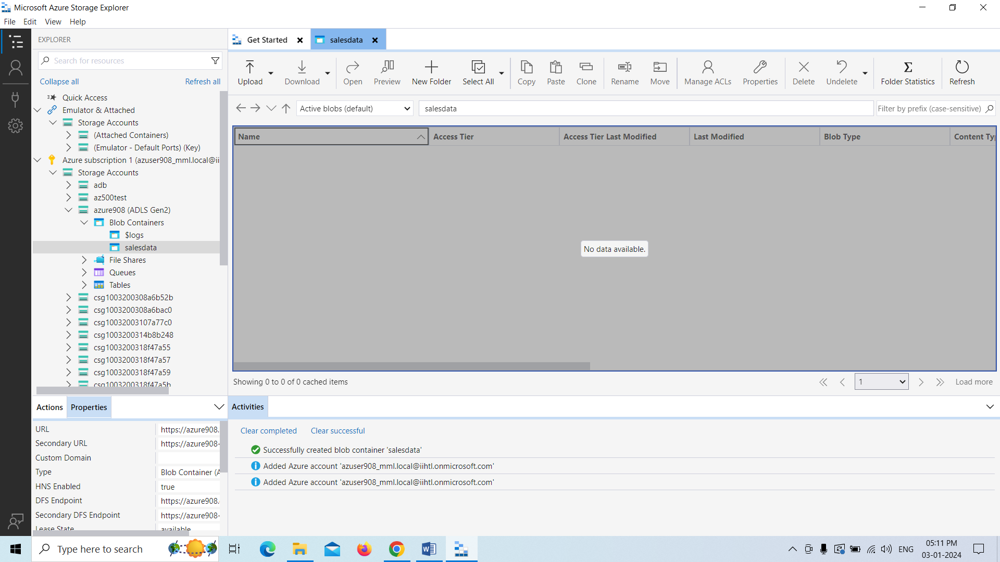 Microsoft Azure Storage Explorer
File Edit View Help
EXPLORER
Search for resources
Collapse all Refresh all
Quick Access
Emulator & Attached
Storage Accounts
(Attached Containers)
(Emulator - Default Ports) (Key)
Azure subscription 1 (azuser908_mml.local@ii
Storage Accounts
adb
az500test
azure908 (ADLS Gen2)
Blob Containers
$logs
salesdata
File Shares
Queues
Tables
csg1003200308a6b52b
csg1003200308a6bac0
csg10032003107a77c0
csg1003200314b8b248
csg1003200318f47a55
csg1003200318f47a57
csg1003200318f47a59
csg1003200318f47a5b
Actions Properties
URL https://azure908.
Secondary URL https://azure908-
Custom Domain
Type Blob Container (A
HNS Enabled true
DFS Endpoint https://azure908.
Secondary DFS Endpoint https://azure908-
Lease State available
Get Started salesdata
Upload Download Open Preview New Folder Select All Copy Paste Clone Rename Move Manage ACLs Properties Delete Undelete Folder Statistics Refresh
Active blobs (default) salesdata Filter by prefix (case-sensitive)
Name Access Tier Access Tier Last Modified Last Modified Blob Type Content Ty
No data available.
Showing 0 to 0 of 0 cached items 1 Load more
Activities
Clear completed Clear successful
Successfully created blob container 'salesdata'
Added Azure account 'azuser908_mml.local@iihtl.onmicrosoft.com'
Added Azure account 'azuser908_mml.local@iihtl.onmicrosoft.com'
Type here to search
ENG
05:11 PM
03-01-2024